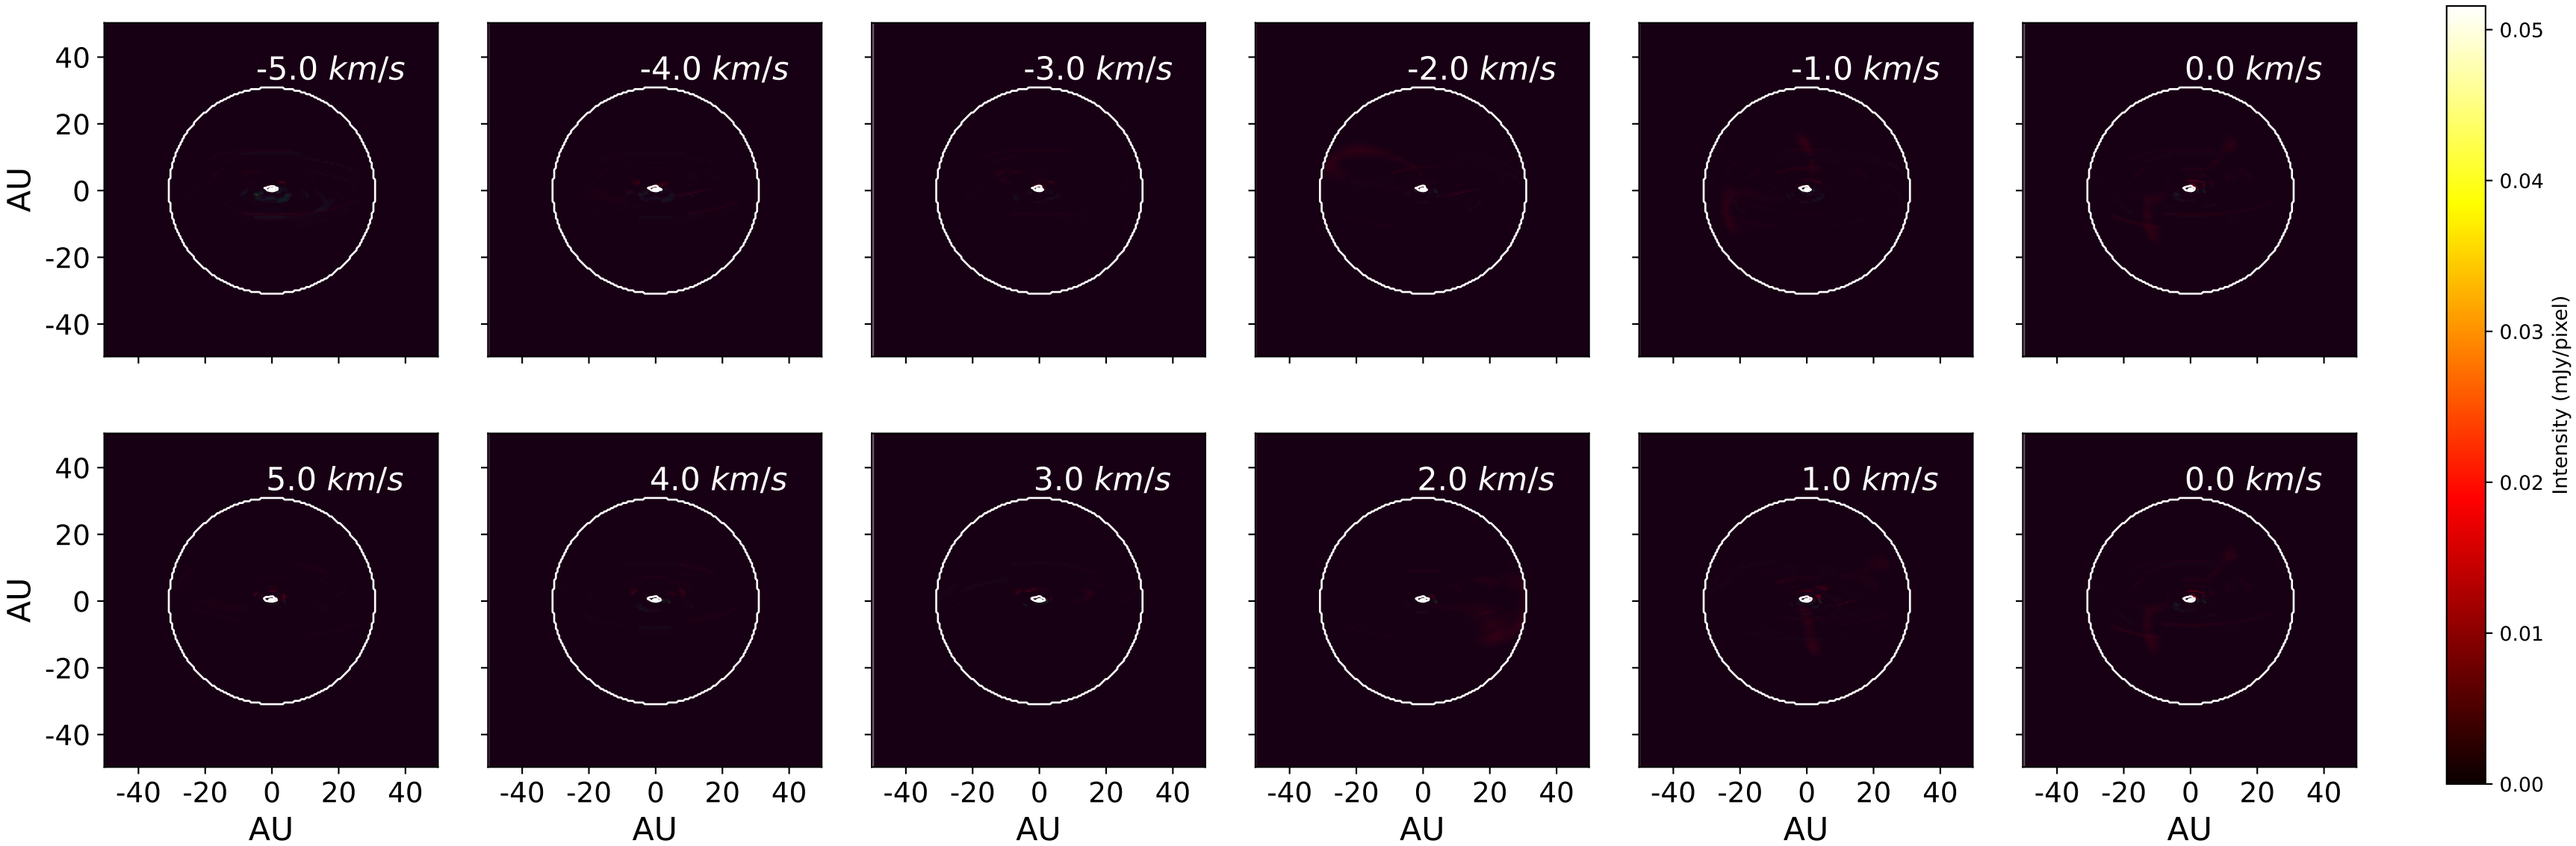 -5.0 km/s
-4.0 km/s
-3.0 km/s
-2.0 km/s
-1.0 km/s
0.0 km/s
40
20
0
-20
-40
AU
5.0 km/s
4.0 km/s
3.0 km/s
2.0 km/s
1.0 km/s
0.0 km/s
40
20
0
-20
-40
AU
-40 -20 0 20 40
-40 -20 0 20 40
-40 -20 0 20 40
-40 -20 0 20 40
-40 -20 0 20 40
-40 -20 0 20 40
AU
AU
AU
AU
AU
AU
0.05
0.04
0.03
0.02
0.01
0.00
Intensity (mJy/pixel)